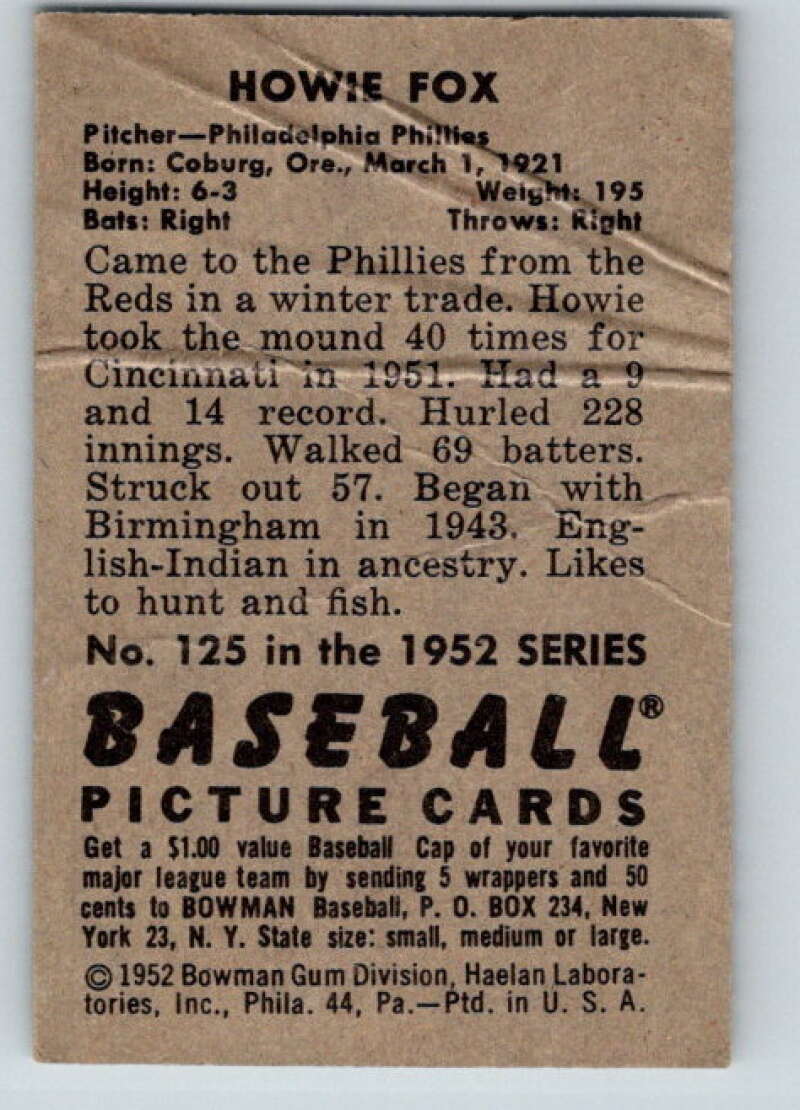 HOWIE FOX
Pitcher—Philadelphia Phillies
Born: Coburg, Ore., March 1, 1921
Height: 6-3 Weight: 195
Bats: Right Throws: Right
Came to the Phillies from the
Reds in a winter trade. Howie
took the mound 40 times for
Cincinnati in 1951. Had a 9
and 14 record. Hurled 228
innings. Walked 69 batters.
Struck out 57. Began with
Birmingham in 1943. Eng-
lish-Indian in ancestry. Likes
to hunt and fish.
No. 125 in the 1952 SERIES
BASEBALL®
PICTURE CARDS
Get a $1.00 value Baseball Cap of your favorite
major league team by sending 5 wrappers and 50
cents to BOWMAN Baseball, P. O. BOX 234, New
York 23, N. Y. State size: small, medium or large.
© 1952 Bowman Gum Division, Haelan Labora-
tories, Inc., Phila. 44, Pa.—Ptd. in U. S. A.